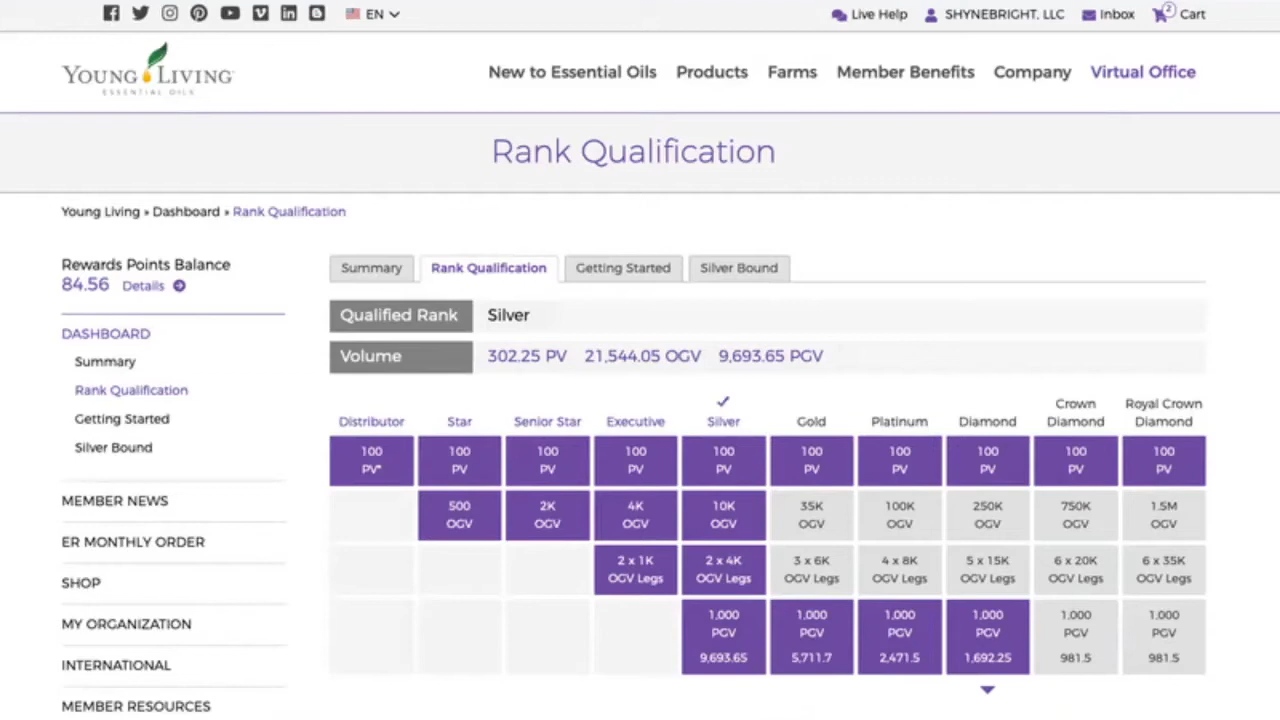 EN
Live Help
SHYNEBRIGHT, LLC
Inbox
2
Cart
YOUNG LIVING
ESSENTIAL OILS
New to Essential Oils
Products
Farms
Member Benefits
Company
Virtual Office
Rank Qualification
Young Living » Dashboard » Rank Qualification
Rewards Points Balance
84.56 Details
DASHBOARD
Summary
Rank Qualification
Getting Started
Silver Bound
MEMBER NEWS
ER MONTHLY ORDER
SHOP
MY ORGANIZATION
INTERNATIONAL
MEMBER RESOURCES
Summary
Rank Qualification
Getting Started
Silver Bound
Qualified Rank Silver
Volume 302.25 PV 21,544.05 OGV 9,693.65 PGV
Distributor
Star
Senior Star
Executive
Silver
Gold
Platinum
Diamond
Crown
Diamond
Royal Crown
Diamond
100
PV*
100
PV
100
PV
100
PV
100
PV
100
PV
100
PV
100
PV
100
PV
100
PV
500
OGV
2K
OGV
4K
OGV
10K
OGV
35K
OGV
100K
OGV
250K
OGV
750K
OGV
1.5M
OGV
2 x 1K
OGV Legs
2 x 4K
OGV Legs
3 x 6K
OGV Legs
4 x 8K
OGV Legs
5 x 15K
OGV Legs
6 x 20K
OGV Legs
6 x 35K
OGV Legs
1,000
PGV
9,693.65
1,000
PGV
5,711.7
1,000
PGV
2,471.5
1,000
PGV
1,692.25
1,000
PGV
981.5
1,000
PGV
981.5